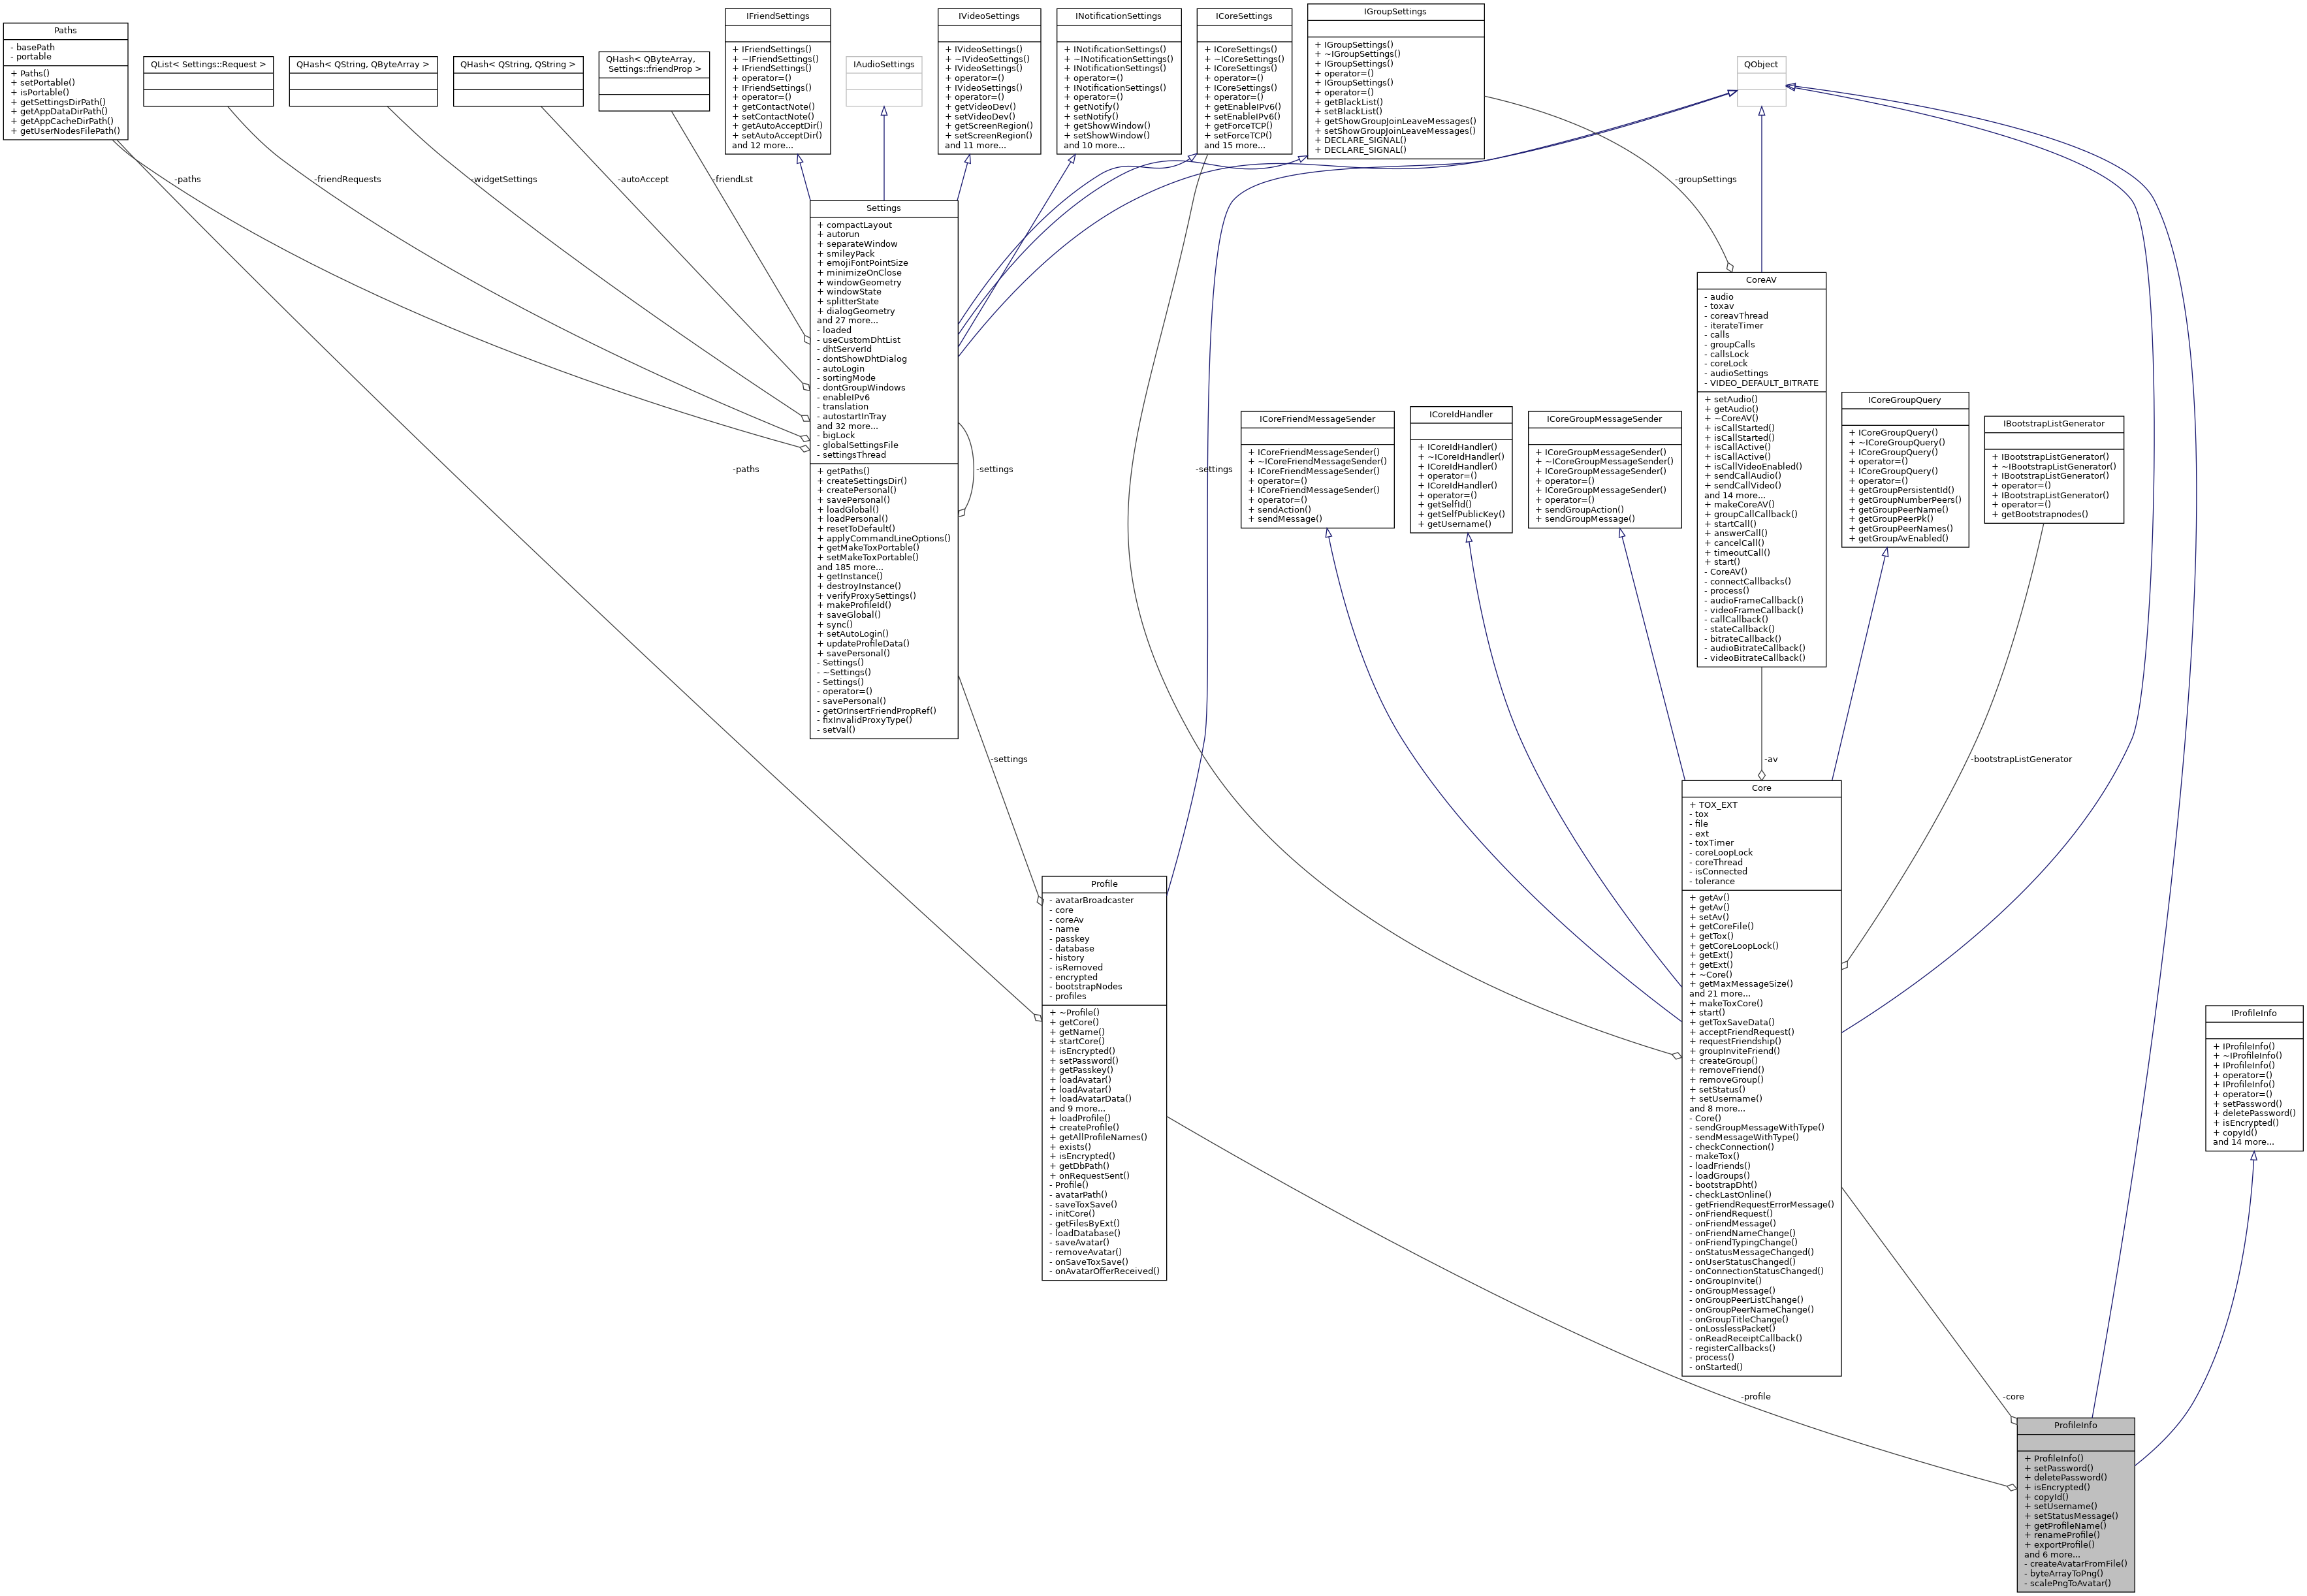 Paths
- basePath
- portable
+ Paths()
+ setPortable()
+ isPortable()
+ getSettingsDirPath()
+ getAppDataDirPath()
+ getAppCacheDirPath()
+ getUserNodesFilePath()
QList< Settings::Request >
QHash< QString, QByteArray >
QHash< QString, QString >
QHash< QByteArray,
Settings::friendProp >
IFriendSettings
+ IFriendSettings()
+ ~IFriendSettings()
+ IFriendSettings()
+ operator=()
+ IFriendSettings()
+ operator=()
+ getContactNote()
+ setContactNote()
+ getAutoAcceptDir()
+ setAutoAcceptDir()
and 12 more...
IAudioSettings
IVideoSettings
+ IVideoSettings()
+ ~IVideoSettings()
+ IVideoSettings()
+ operator=()
+ IVideoSettings()
+ operator=()
+ getVideoDev()
+ setVideoDev()
+ getScreenRegion()
+ setScreenRegion()
and 11 more...
INotificationSettings
+ INotificationSettings()
+ ~INotificationSettings()
+ INotificationSettings()
+ operator=()
+ INotificationSettings()
+ operator=()
+ getNotify()
+ setNotify()
+ getShowWindow()
+ setShowWindow()
and 10 more...
ICoreSettings
+ ICoreSettings()
+ ~ICoreSettings()
+ ICoreSettings()
+ operator=()
+ ICoreSettings()
+ operator=()
+ getEnableIPv6()
+ setEnableIPv6()
+ getForceTCP()
+ setForceTCP()
and 15 more...
IGroupSettings
+ IGroupSettings()
+ ~IGroupSettings()
+ IGroupSettings()
+ operator=()
+ IGroupSettings()
+ operator=()
+ getBlackList()
+ setBlackList()
+ getShowGroupJoinLeaveMessages()
+ setShowGroupJoinLeaveMessages()
+ DECLARE_SIGNAL()
+ DECLARE_SIGNAL()
QObject
-paths
-friendRequests
-widgetSettings
-autoAccept
-friendLst
-groupSettings
Settings
+ compactLayout
+ autorun
+ separateWindow
+ smileyPack
+ emojiFontPointSize
+ minimizeOnClose
+ windowGeometry
+ windowState
+ splitterState
+ dialogGeometry
and 27 more...
- loaded
- useCustomDhtList
- dhtServerId
- dontShowDhtDialog
- autoLogin
- sortingMode
- dontGroupWindows
- enableIPv6
- translation
- autostartInTray
and 32 more...
- bigLock
- globalSettingsFile
- settingsThread
+ getPaths()
+ createSettingsDir()
+ createPersonal()
+ savePersonal()
+ loadGlobal()
+ loadPersonal()
+ resetToDefault()
+ applyCommandLineOptions()
+ getMakeToxPortable()
+ setMakeToxPortable()
and 185 more...
+ getInstance()
+ destroyInstance()
+ verifyProxySettings()
+ makeProfileId()
+ saveGlobal()
+ sync()
+ setAutoLogin()
+ updateProfileData()
+ savePersonal()
- Settings()
- ~Settings()
- Settings()
- operator=()
- savePersonal()
- getOrInsertFriendPropRef()
- fixInvalidProxyType()
- setVal()
CoreAV
- audio
- toxav
- coreavThread
- iterateTimer
- calls
- groupCalls
- callsLock
- coreLock
- audioSettings
- VIDEO_DEFAULT_BITRATE
+ setAudio()
+ getAudio()
+ ~CoreAV()
+ isCallStarted()
+ isCallStarted()
+ isCallActive()
+ isCallActive()
+ isCallVideoEnabled()
+ sendCallAudio()
+ sendCallVideo()
and 14 more...
+ makeCoreAV()
+ groupCallCallback()
+ startCall()
+ answerCall()
+ cancelCall()
+ timeoutCall()
+ start()
- CoreAV()
- connectCallbacks()
- process()
- audioFrameCallback()
- videoFrameCallback()
- callCallback()
- stateCallback()
- bitrateCallback()
- audioBitrateCallback()
- videoBitrateCallback()
ICoreFriendMessageSender
+ ICoreFriendMessageSender()
+ ~ICoreFriendMessageSender()
+ ICoreFriendMessageSender()
+ operator=()
+ ICoreFriendMessageSender()
+ operator=()
+ sendAction()
+ sendMessage()
ICoreIdHandler
+ ICoreIdHandler()
+ ~ICoreIdHandler()
+ ICoreIdHandler()
+ operator=()
+ ICoreIdHandler()
+ operator=()
+ getSelfId()
+ getSelfPublicKey()
+ getUsername()
ICoreGroupMessageSender
+ ICoreGroupMessageSender()
+ ~ICoreGroupMessageSender()
+ ICoreGroupMessageSender()
+ operator=()
+ ICoreGroupMessageSender()
+ operator=()
+ sendGroupAction()
+ sendGroupMessage()
ICoreGroupQuery
+ ICoreGroupQuery()
+ ~ICoreGroupQuery()
+ ICoreGroupQuery()
+ operator=()
+ ICoreGroupQuery()
+ operator=()
+ getGroupPersistentId()
+ getGroupNumberPeers()
+ getGroupPeerName()
+ getGroupPeerPk()
+ getGroupPeerNames()
+ getGroupAvEnabled()
IBootstrapListGenerator
+ IBootstrapListGenerator()
+ ~IBootstrapListGenerator()
+ IBootstrapListGenerator()
+ operator=()
+ IBootstrapListGenerator()
+ operator=()
+ getBootstrapnodes()
-paths
-settings
-settings
-settings
-av
-bootstrapListGenerator
Core
+ TOX_EXT
- tox
- file
- ext
- toxTimer
- coreLoopLock
- coreThread
- isConnected
- tolerance
+ getAv()
+ getAv()
+ setAv()
+ getCoreFile()
+ getTox()
+ getCoreLoopLock()
+ getExt()
+ getExt()
+ ~Core()
+ getMaxMessageSize()
and 21 more...
+ makeToxCore()
+ start()
+ getToxSaveData()
+ acceptFriendRequest()
+ requestFriendship()
+ groupInviteFriend()
+ createGroup()
+ removeFriend()
+ removeGroup()
+ setStatus()
+ setUsername()
and 8 more...
- Core()
- sendGroupMessageWithType()
- sendMessageWithType()
- checkConnection()
- makeTox()
- loadFriends()
- loadGroups()
- bootstrapDht()
- checkLastOnline()
- getFriendRequestErrorMessage()
- onFriendRequest()
- onFriendMessage()
- onFriendNameChange()
- onFriendTypingChange()
- onStatusMessageChanged()
- onUserStatusChanged()
- onConnectionStatusChanged()
- onGroupInvite()
- onGroupMessage()
- onGroupPeerListChange()
- onGroupPeerNameChange()
- onGroupTitleChange()
- onLosslessPacket()
- onReadReceiptCallback()
- registerCallbacks()
- process()
- onStarted()
Profile
- avatarBroadcaster
- core
- coreAv
- name
- passkey
- database
- history
- isRemoved
- encrypted
- bootstrapNodes
- profiles
+ ~Profile()
+ getCore()
+ getName()
+ startCore()
+ isEncrypted()
+ setPassword()
+ getPasskey()
+ loadAvatar()
+ loadAvatar()
+ loadAvatarData()
and 9 more...
+ loadProfile()
+ createProfile()
+ getAllProfileNames()
+ exists()
+ isEncrypted()
+ getDbPath()
+ onRequestSent()
- Profile()
- avatarPath()
- saveToxSave()
- initCore()
- getFilesByExt()
- loadDatabase()
- saveAvatar()
- removeAvatar()
- onSaveToxSave()
- onAvatarOfferReceived()
IProfileInfo
+ IProfileInfo()
+ ~IProfileInfo()
+ IProfileInfo()
+ operator=()
+ IProfileInfo()
+ operator=()
+ setPassword()
+ deletePassword()
+ isEncrypted()
+ copyId()
and 14 more...
-profile
-core
ProfileInfo
+ ProfileInfo()
+ setPassword()
+ deletePassword()
+ isEncrypted()
+ copyId()
+ setUsername()
+ setStatusMessage()
+ getProfileName()
+ renameProfile()
+ exportProfile()
and 6 more...
- createAvatarFromFile()
- byteArrayToPng()
- scalePngToAvatar()